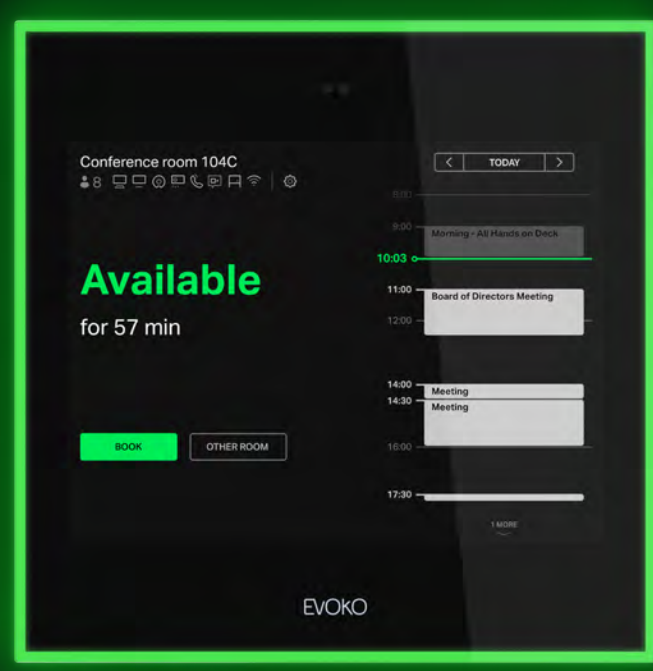 Conference room 104C
8
Available
for 57 min
BOOK
OTHER ROOM
TODAY
8:00
9:00
Morning - All Hands on Deck
10:03
11:00
Board of Directors Meeting
12:00
14:00
Meeting
14:30
Meeting
16:00
17:30
1 MORE
EVOKO